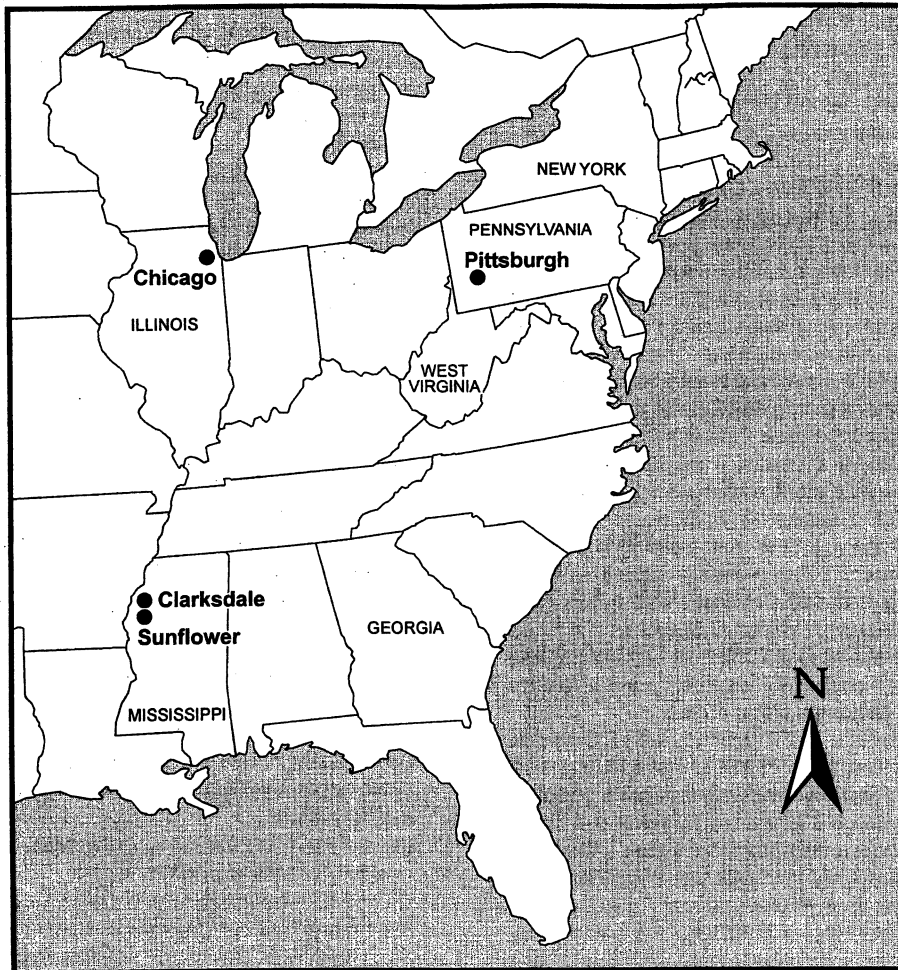 NEW YORK
PENNSYLVANIA
Pittsburgh
Chicago
ILLINOIS
WEST
VIRGINIA
Clarksdale
Sunflower
GEORGIA
MISSISSIPPI
N